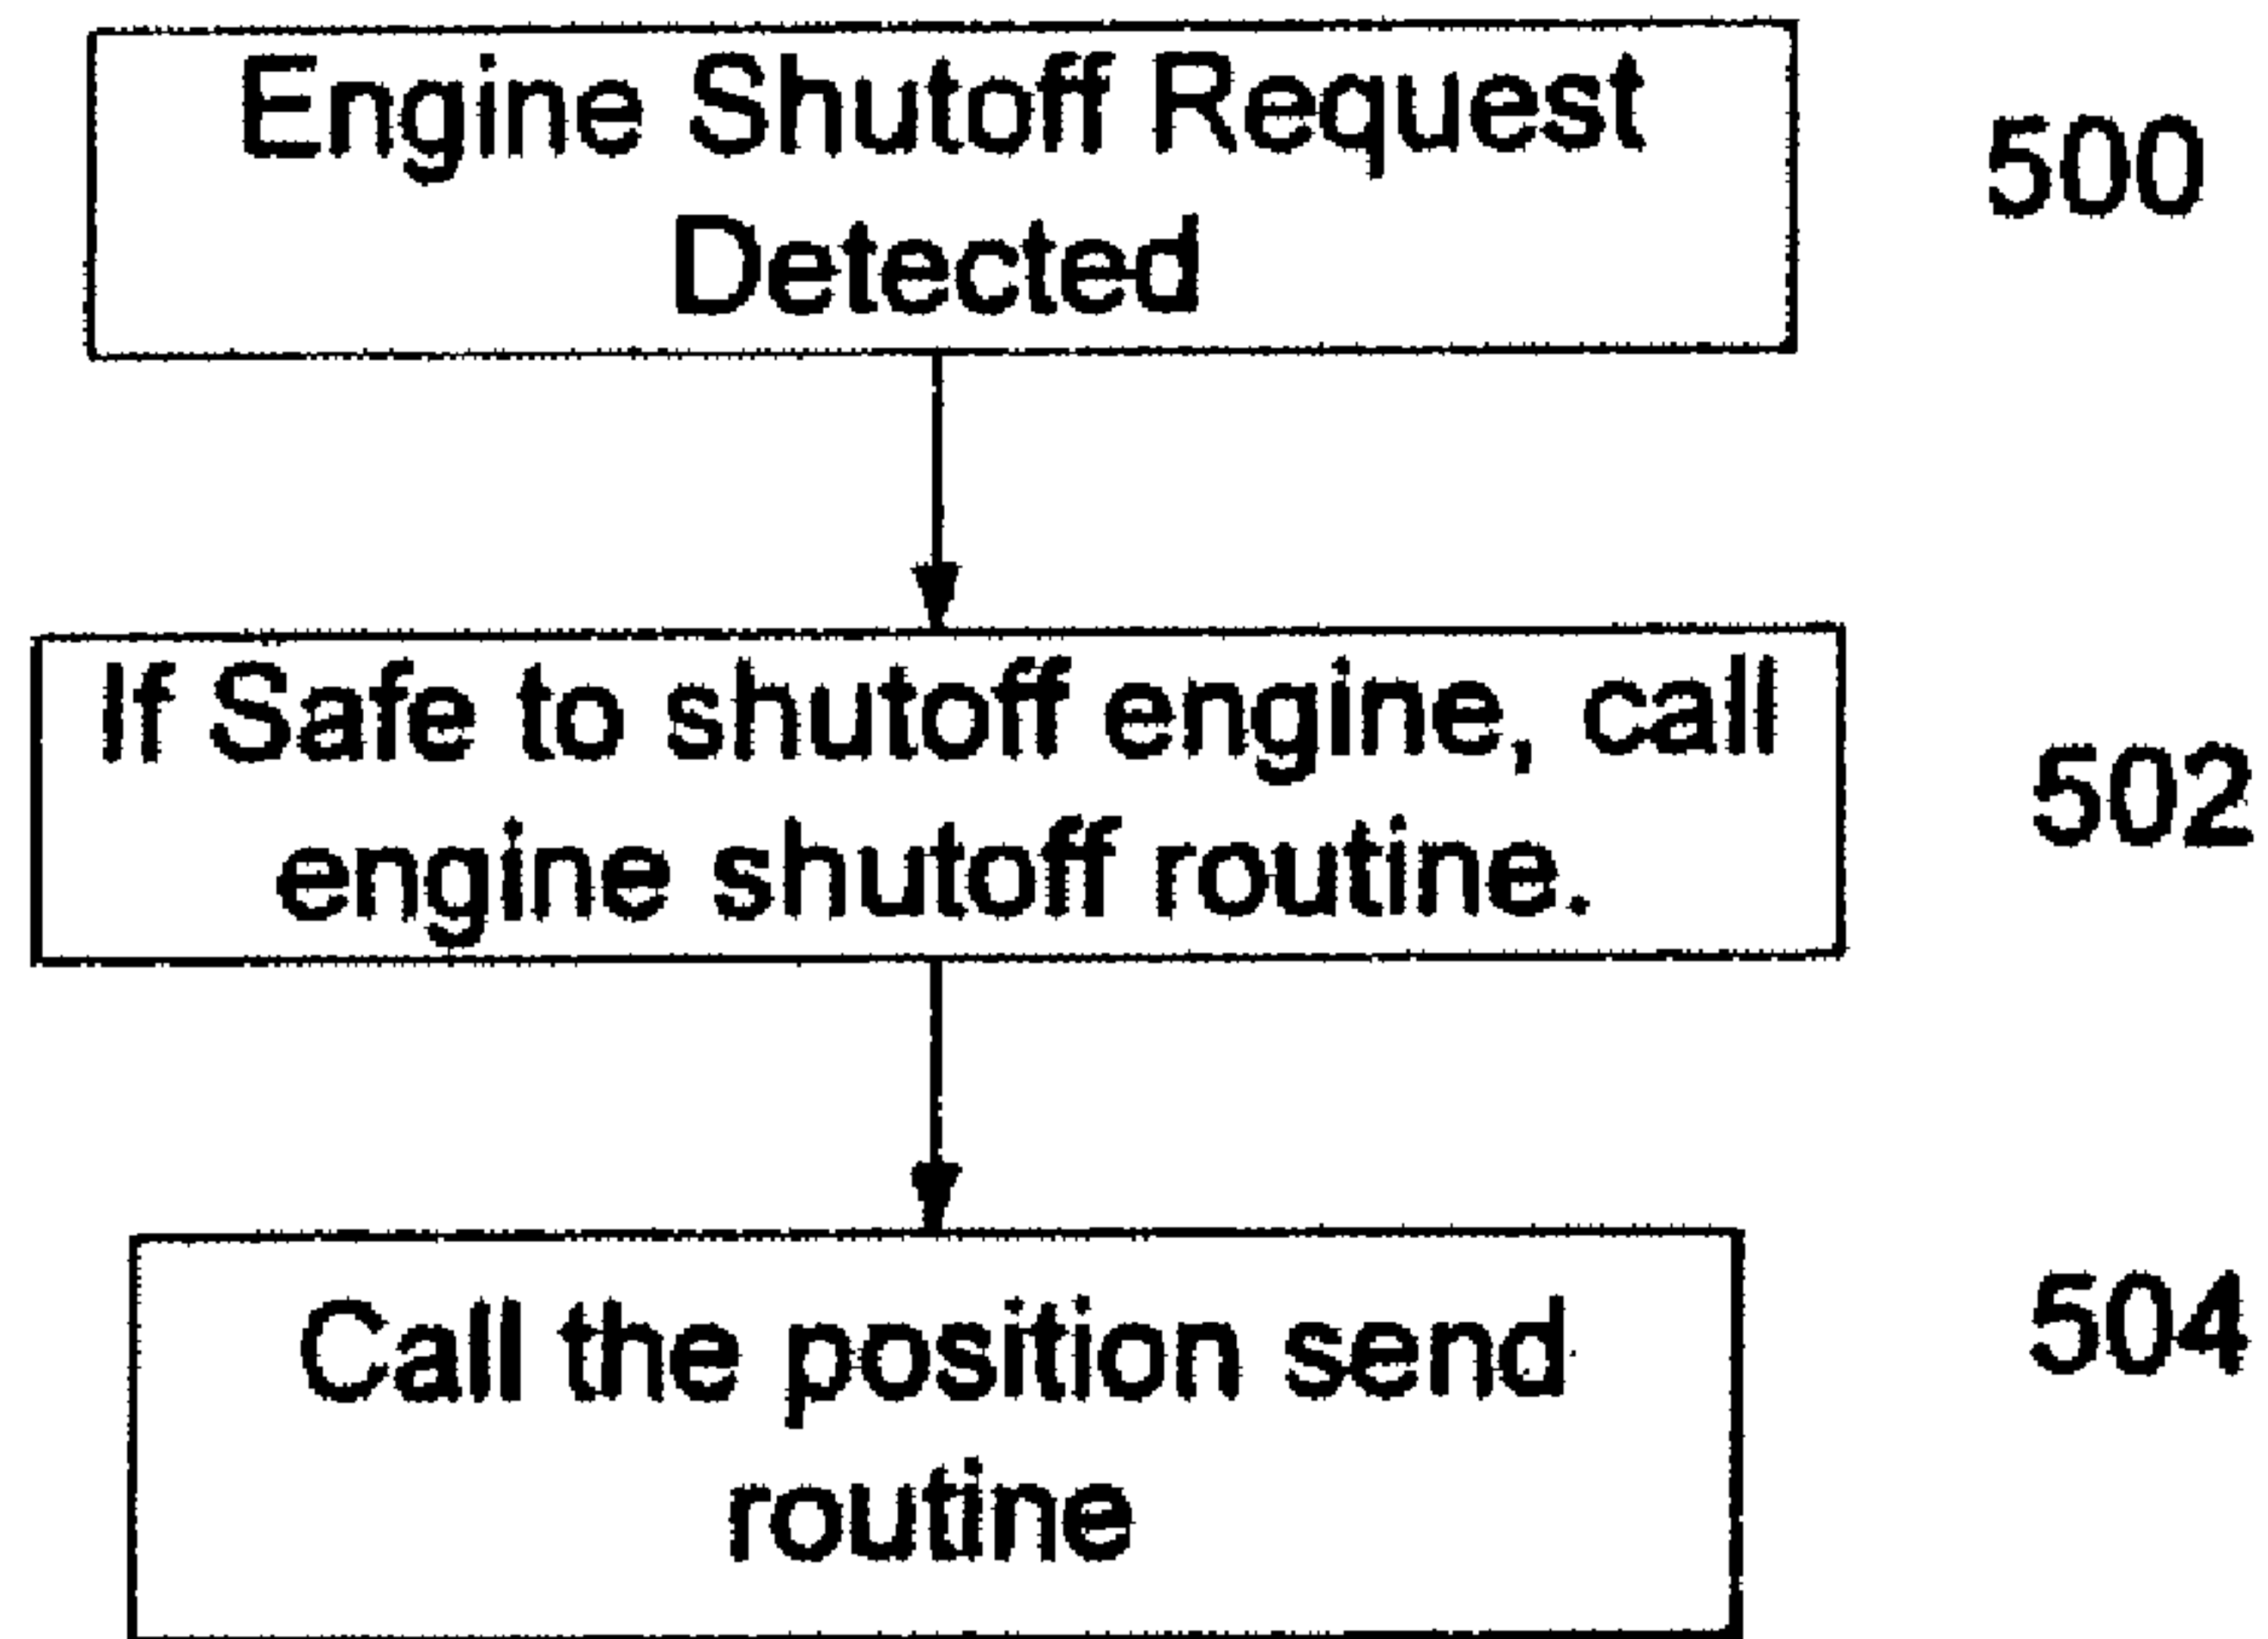 Engine Shutoff Request
Detected
500
If Safe to shutoff engine, call
engine shutoff routine.
502
Call the position send
routine
504